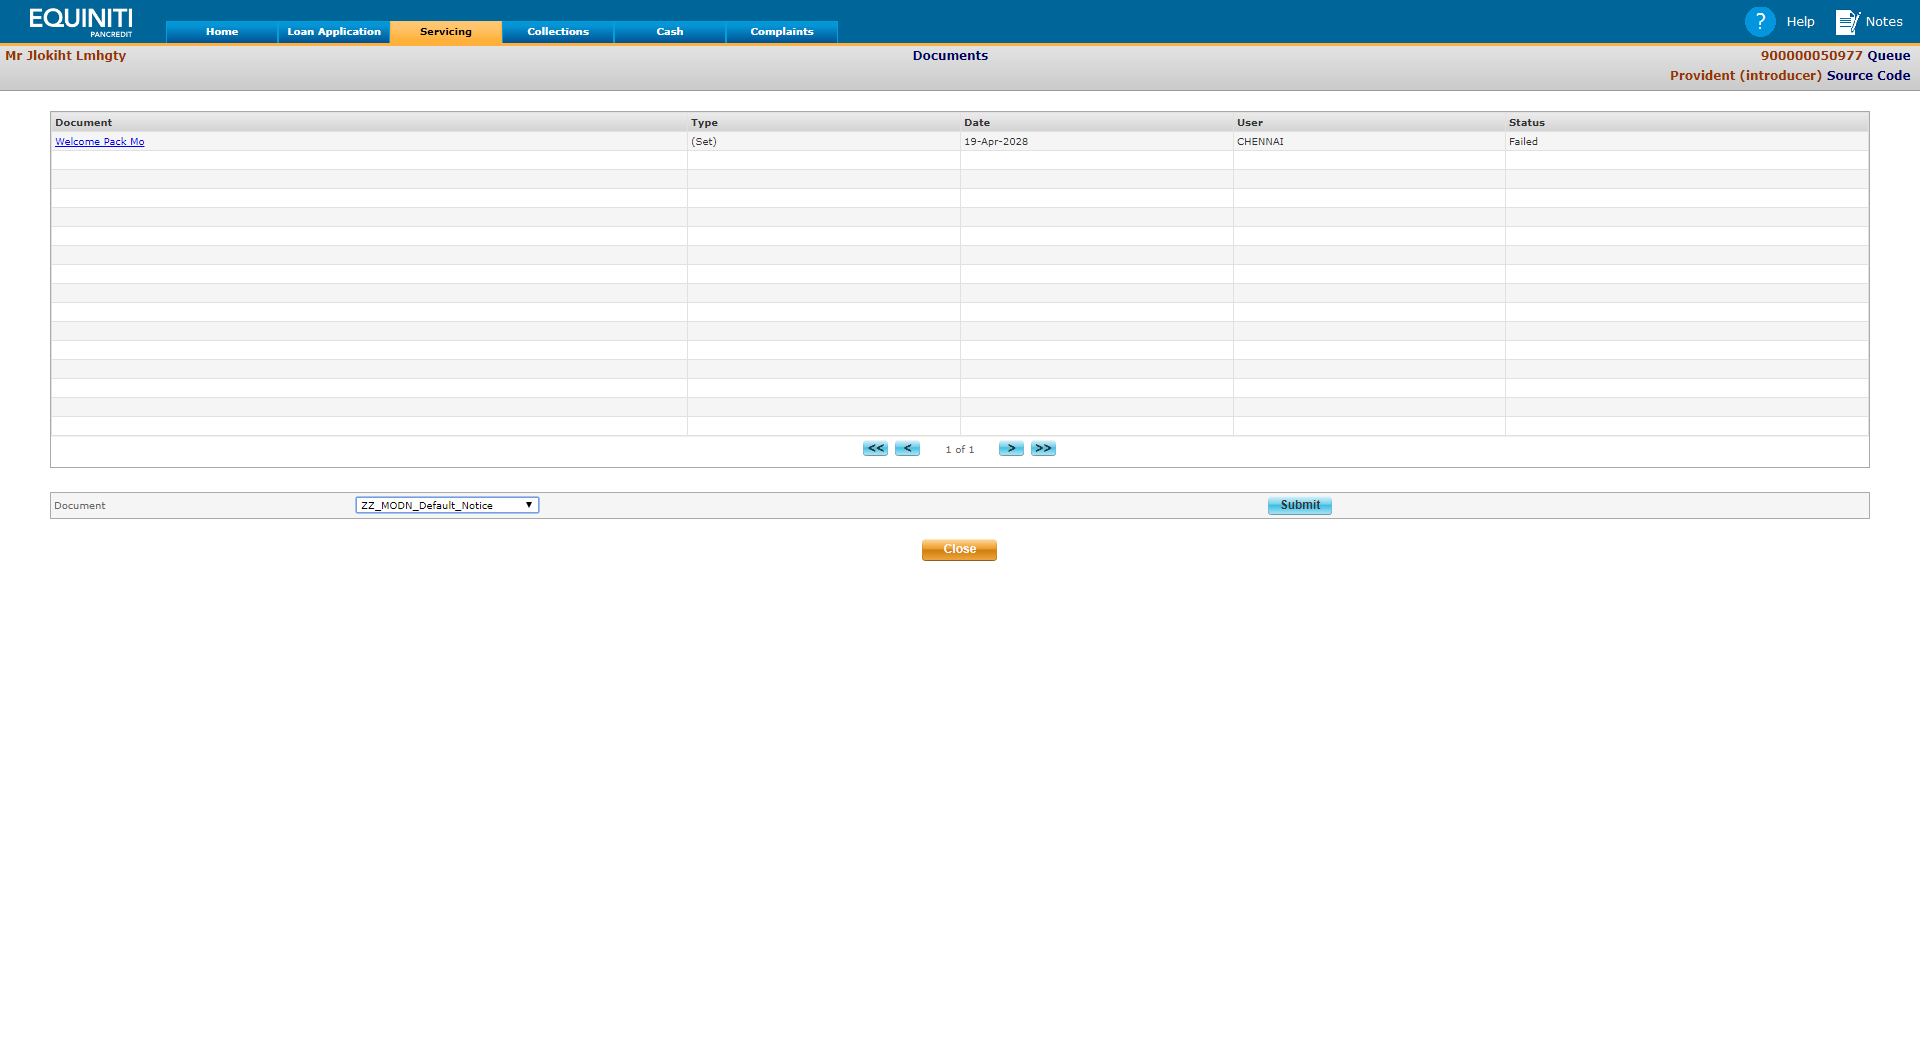 EQUINITI
PANCREDIT
Home Loan Application Servicing Collections Cash Complaints
? Help Notes
Mr Jlokiht Lmhgty Documents 900000050977 Queue
Provident (introducer) Source Code
Document Type Date User Status
Welcome Pack Mo (Set) 19-Apr-2028 CHENNAI Failed
<< < 1 of 1 > >>
Document ZZ_MODN_Default_Notice Submit
Close